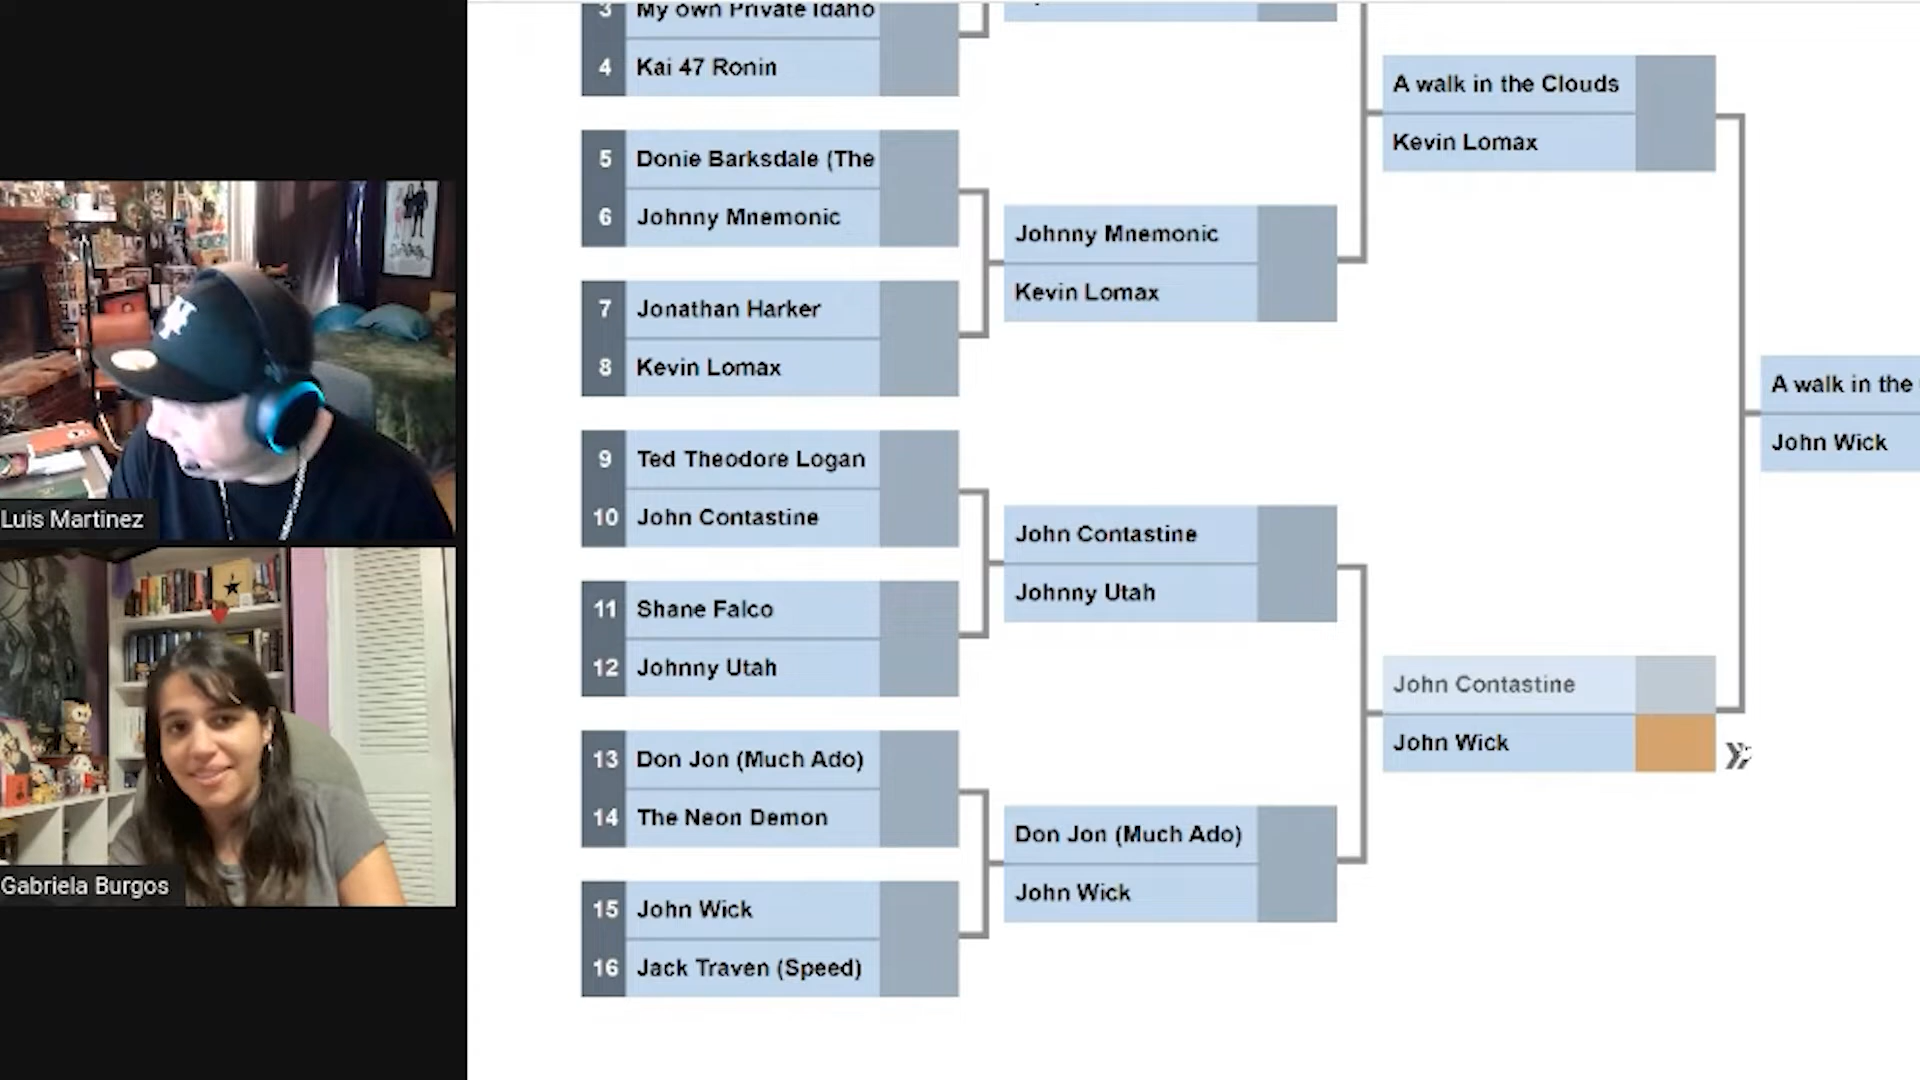 3 My own Private Idaho
4 Kai 47 Ronin
5 Donie Barksdale (The
6 Johnny Mnemonic
7 Jonathan Harker
8 Kevin Lomax
9 Ted Theodore Logan
10 John Contastine
11 Shane Falco
12 Johnny Utah
13 Don Jon (Much Ado)
14 The Neon Demon
15 John Wick
16 Jack Traven (Speed)
Johnny Mnemonic
Kevin Lomax
John Contastine
Johnny Utah
Don Jon (Much Ado)
John Wick
A walk in the Clouds
Kevin Lomax
John Contastine
John Wick
A walk in the
John Wick
Luis Martinez
Gabriela Burgos